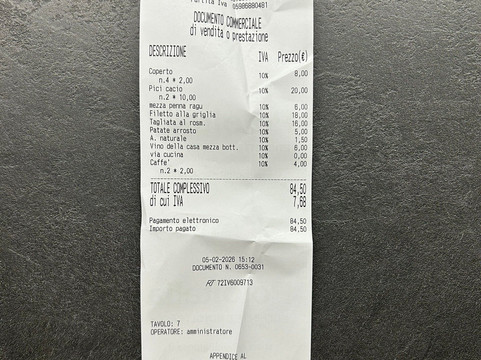 Partita Iva 05986880481
DOCUMENTO COMMERCIALE
di vendita o prestazione
DESCRIZIONE IVA Prezzo(€)
Coperto 10% 8,00
n.4 * 2,00
Pici cacio 10% 20,00
n.2 * 10,00
mezza penna ragu 10% 6,00
Filetto alla griglia 10% 18,00
Tagliata al rosm. 10% 16,00
Patate arrosto 10% 5,00
A. naturale 10% 1,50
Vino della casa mezza bott. 10% 6,00
via cucina 10% 0,00
Caffe' 10% 4,00
n.2 * 2,00
TOTALE COMPLESSIVO 84,50
di cui IVA 7,68
Pagamento elettronico 84,50
Importo pagato 84,50
05-02-2026 15:12
DOCUMENTO N. 0653-0031
RT 72IV6009713
TAVOLO: 7
OPERATORE: amministratore
APPENDICE AL